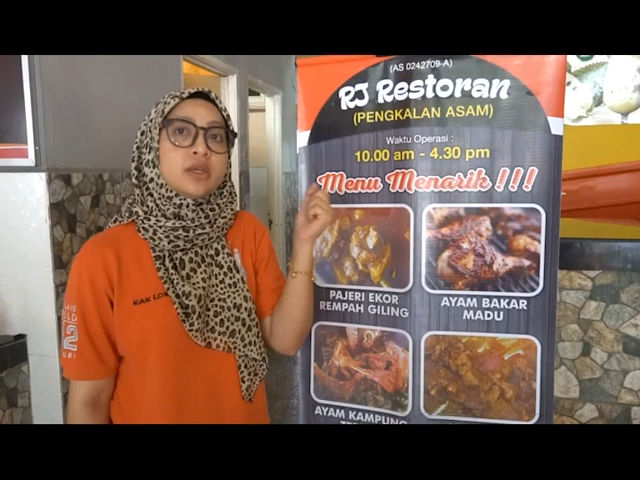 (AS 0242709-A)
RJ Restoran
(PENGKALAN ASAM)
Waktu Operasi :
10.00 am - 4.30 pm
Menu Menarik !!!
PAJERI EKOR
REMPAH GILING
AYAM BAKAR
MADU
AYAM KAMPUNG
KAK